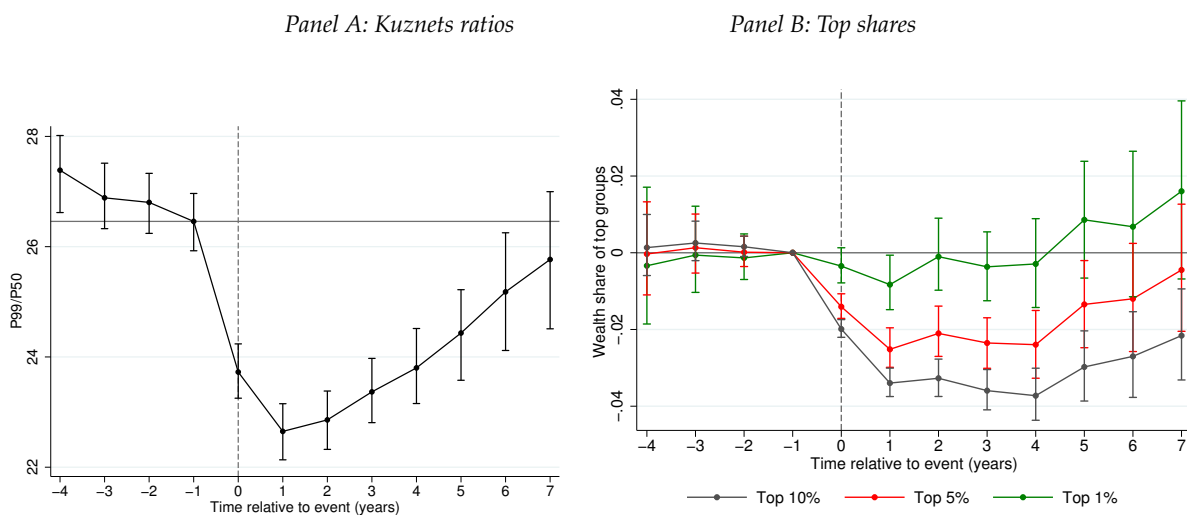 Panel A: Kuznets ratios
Panel B: Top shares
P99/P50
28
26
24
22
−4 −3 −2 −1 0 1 2 3 4 5 6 7
Time relative to event (years)
Wealth share of top groups
.04
.02
0
-.02
-.04
−4 −3 −2 −1 0 1 2 3 4 5 6 7
Time relative to event (years)
Top 10% Top 5% Top 1%